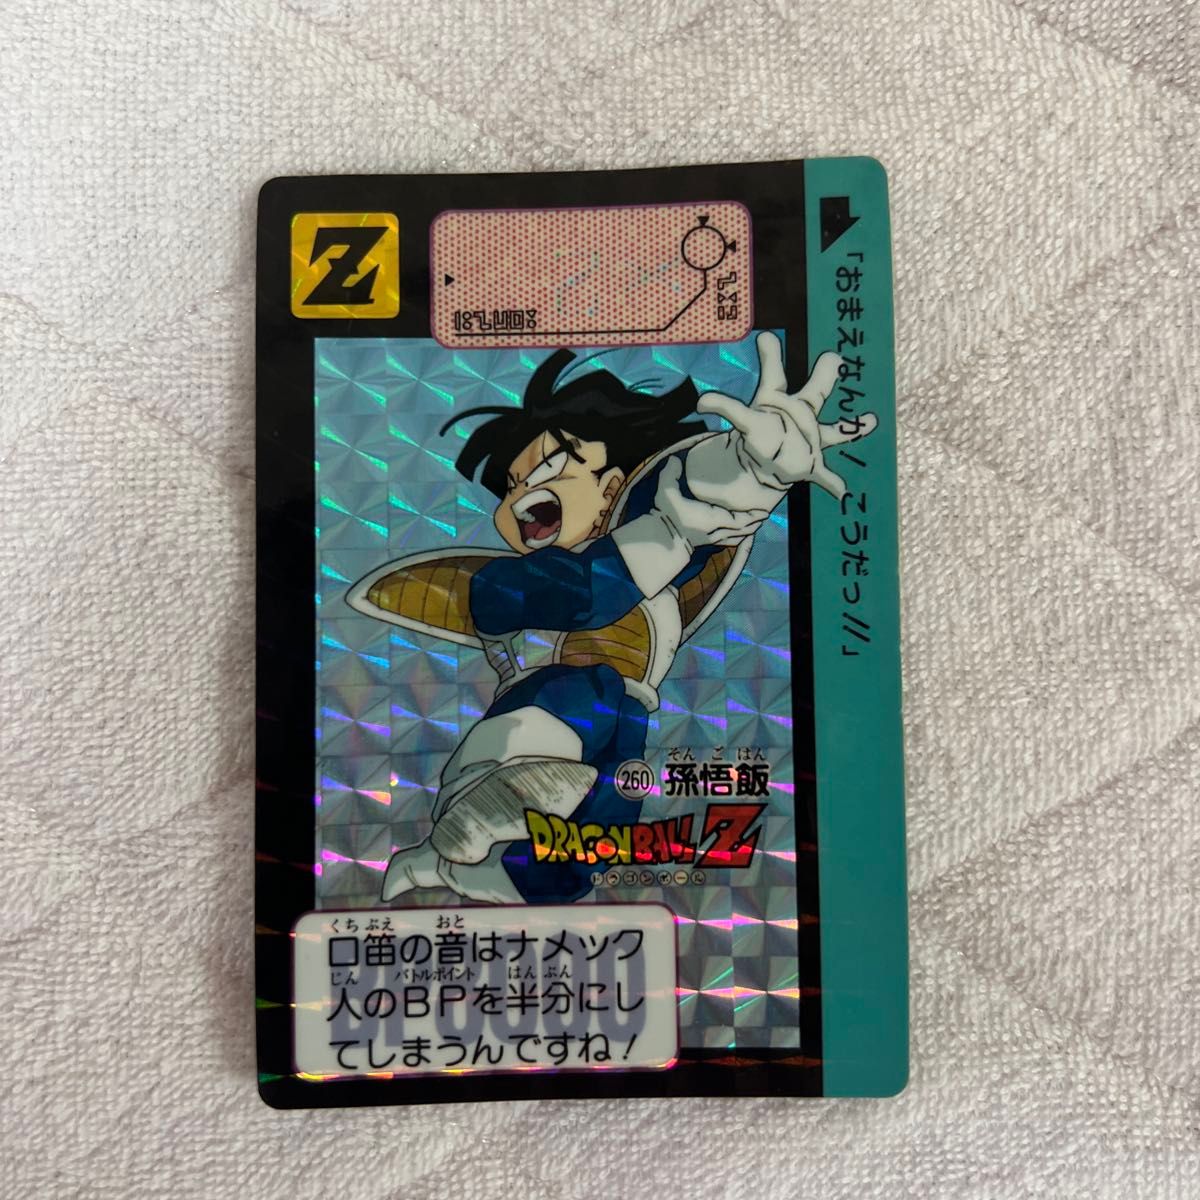 Z
「おまえなんか！こうだっ!!」
そんごはん
260 孫悟飯
DRAGONBALL Z
ドラゴンボール
くちぶえ おと
口笛の音はナメック
じん バトルポイント はんぶん
人のＢＰを半分にし
てしまうんですね！